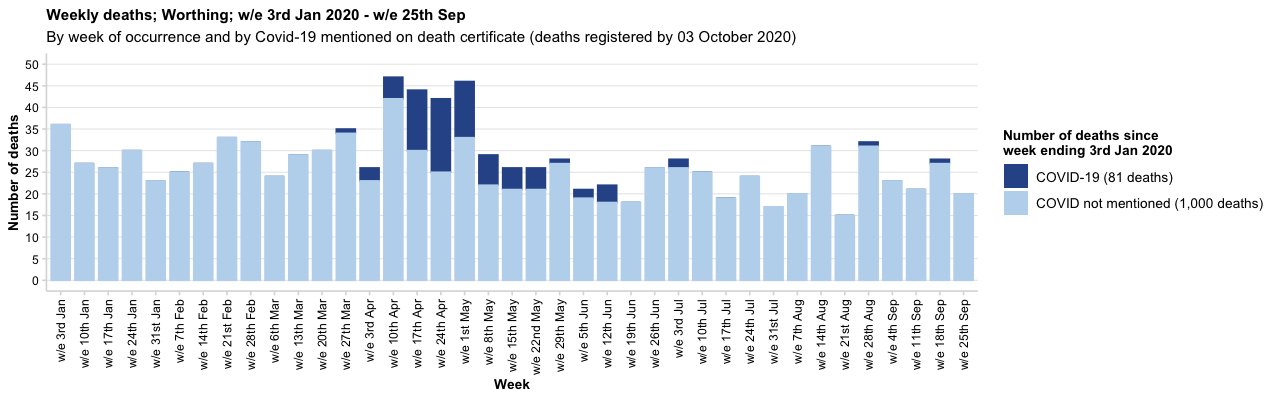 Weekly deaths; Worthing; w/e 3rd Jan 2020 - w/e 25th Sep
By week of occurrence and by Covid-19 mentioned on death certificate (deaths registered by 03 October 2020)
Number of deaths
50
45
40
35
30
25
20
15
10
5
0
w/e 3rd Jan
w/e 10th Jan
w/e 17th Jan
w/e 24th Jan
w/e 31st Jan
w/e 7th Feb
w/e 14th Feb
w/e 21st Feb
w/e 28th Feb
w/e 6th Mar
w/e 13th Mar
w/e 20th Mar
w/e 27th Mar
w/e 3rd Apr
w/e 10th Apr
w/e 17th Apr
w/e 24th Apr
w/e 1st May
w/e 8th May
w/e 15th May
w/e 22nd May
w/e 29th May
w/e 5th Jun
w/e 12th Jun
w/e 19th Jun
w/e 26th Jun
w/e 3rd Jul
w/e 10th Jul
w/e 17th Jul
w/e 24th Jul
w/e 31st Jul
w/e 7th Aug
w/e 14th Aug
w/e 21st Aug
w/e 28th Aug
w/e 4th Sep
w/e 11th Sep
w/e 18th Sep
w/e 25th Sep
Week
Number of deaths since
week ending 3rd Jan 2020
COVID-19 (81 deaths)
COVID not mentioned (1,000 deaths)